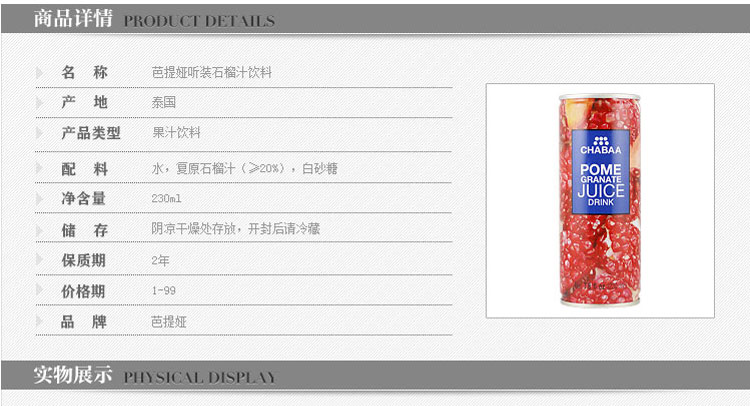 商品详情 PRODUCT DETAILS
名 称 芭提娅听装石榴汁饮料
产 地 泰国
产品类型 果汁饮料
配 料 水，复原石榴汁（≥20%），白砂糖
净含量 230ml
储 存 阴凉干燥处存放，开封后请冷藏
保质期 2年
价格期 1-99
品 牌 芭提娅
CHABAA
POME
GRANATE
JUICE
DRINK
实物展示 PHYSICAL DISPLAY